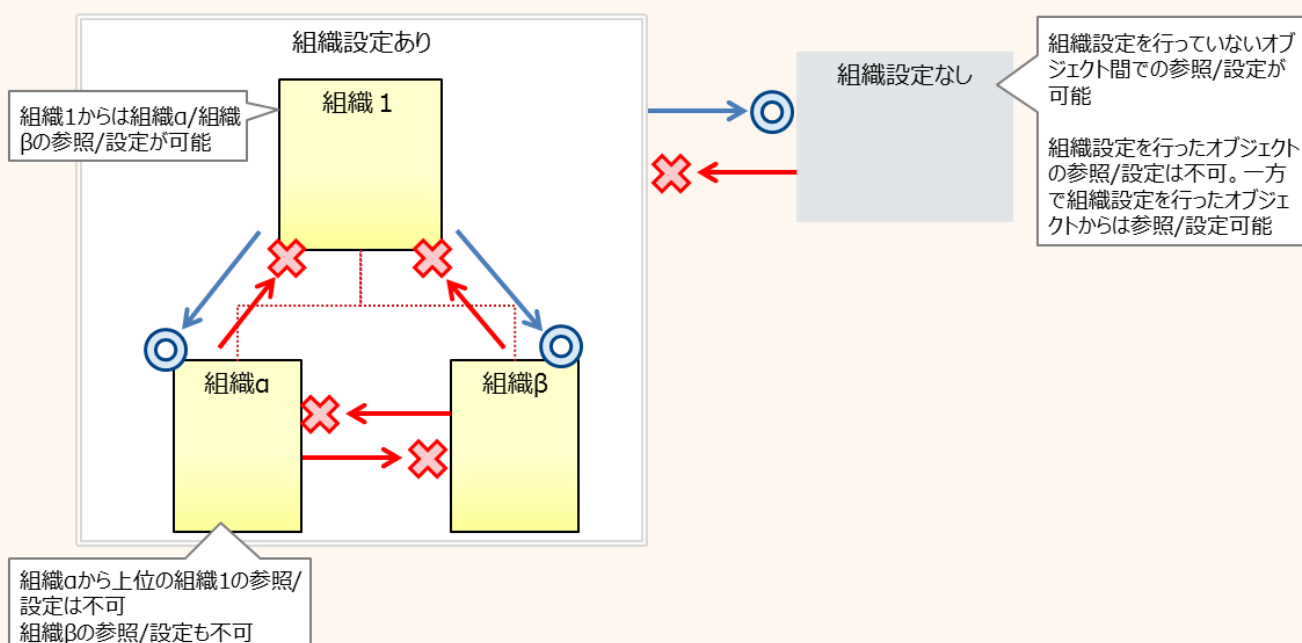 組織設定あり
組織1からは組織α/組織
βの参照/設定が可能
組織 1
組織設定なし
組織設定を行っていないオブ
ジェクト間での参照/設定が
可能
組織設定を行ったオブジェクト
の参照/設定は不可。一方
で組織設定を行ったオブジェ
クトからは参照/設定可能
組織α
組織β
組織αから上位の組織1の参照/
設定は不可
組織βの参照/設定も不可